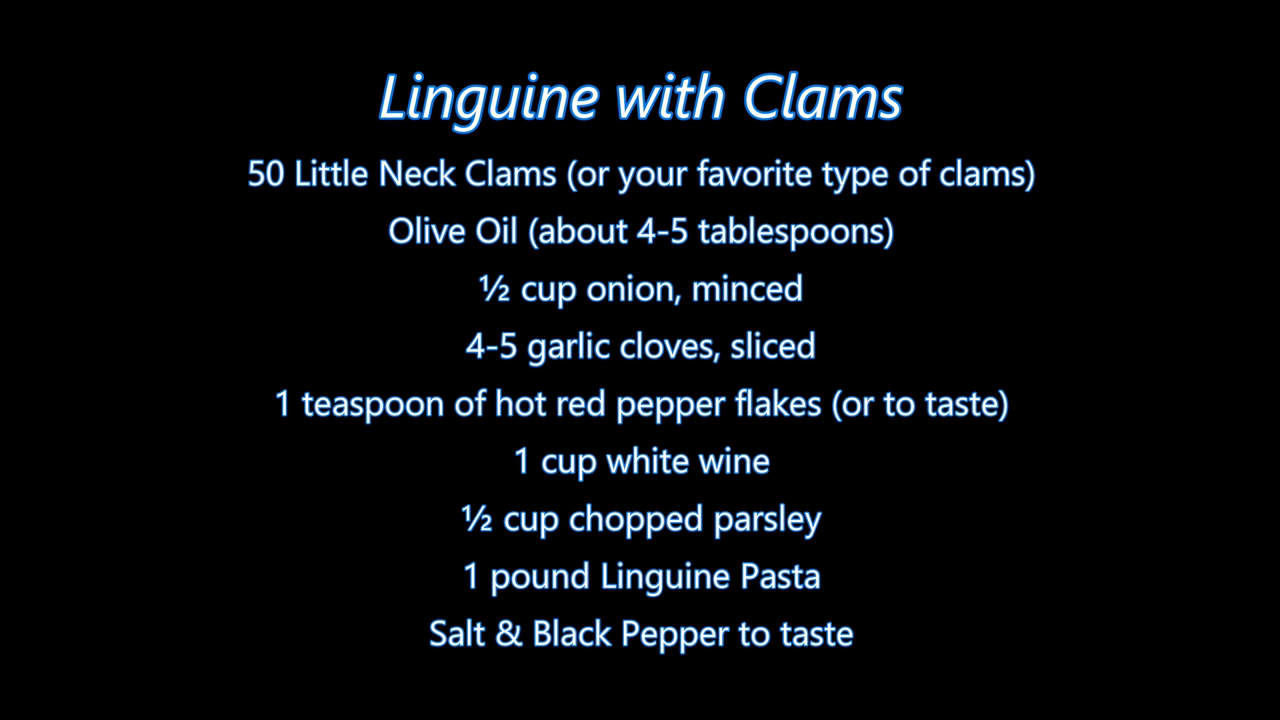 Linguine with Clams
50 Little Neck Clams (or your favorite type of clams)
Olive Oil (about 4-5 tablespoons)
½ cup onion, minced
4-5 garlic cloves, sliced
1 teaspoon of hot red pepper flakes (or to taste)
1 cup white wine
½ cup chopped parsley
1 pound Linguine Pasta
Salt & Black Pepper to taste